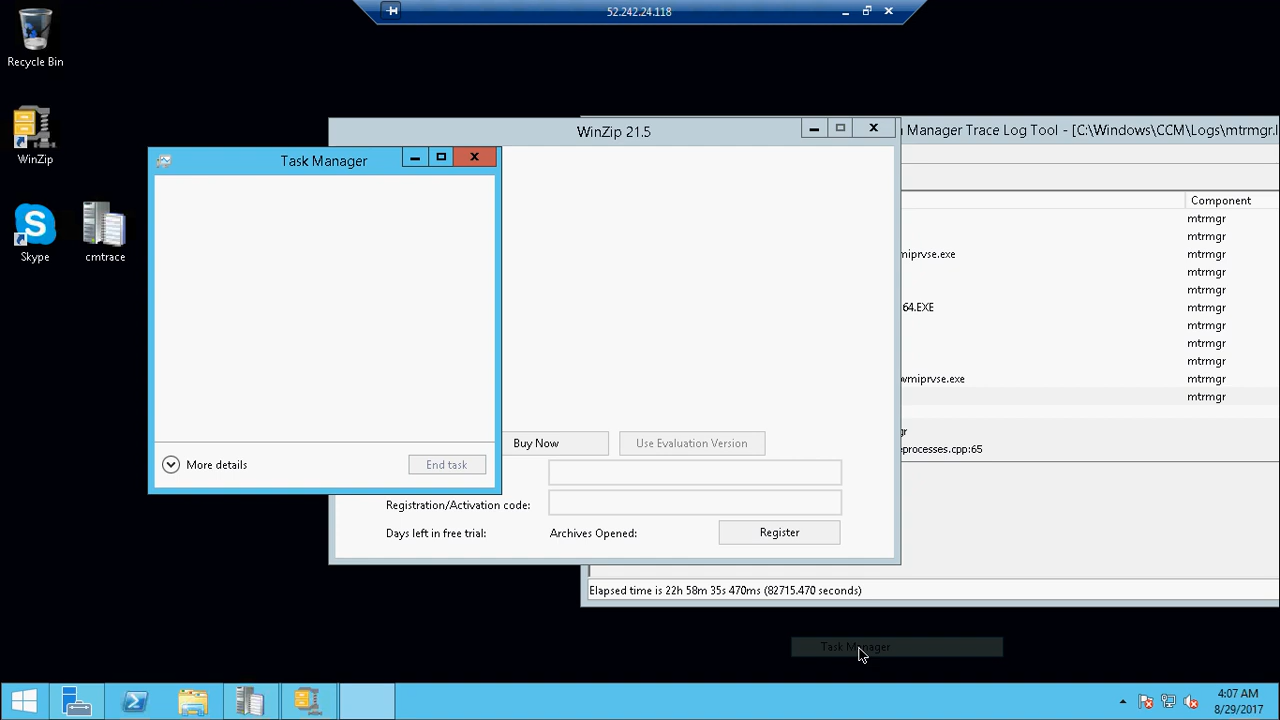 52.242.24.118
Recycle Bin
WinZip
Skype
cmtrace
WinZip 21.5
Manager Trace Log Tool - [C:\Windows\CCM\Logs\mtrmgr.l
Task Manager
Component
mtrmgr
mtrmgr
miprvse.exe mtrmgr
mtrmgr
mtrmgr
64.EXE mtrmgr
mtrmgr
mtrmgr
mtrmgr
wmiprvse.exe mtrmgr
mtrmgr
gr
processes.cpp:65
Buy Now
Use Evaluation Version
More details
End task
Registration/Activation code:
Days left in free trial:
Archives Opened:
Register
Elapsed time is 22h 58m 35s 470ms (82715.470 seconds)
Task Manager
4:07 AM
8/29/2017